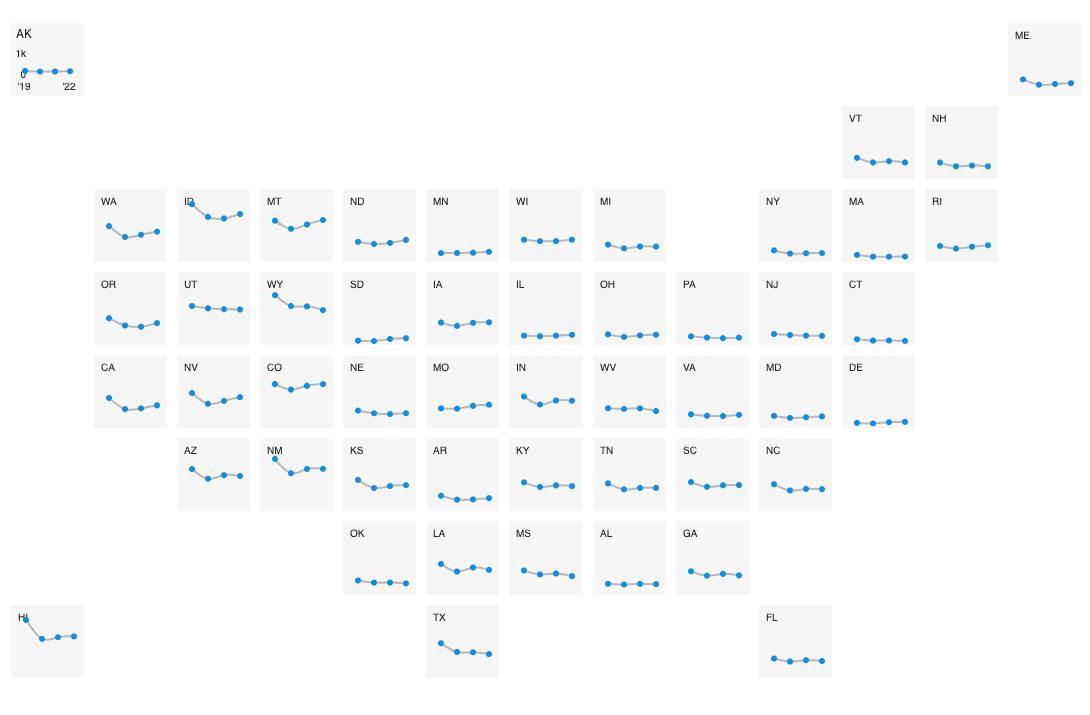 AK
1k
0
'19 '22
ME
VT NH
WA ID MT ND MN WI MI NY MA RI
OR UT WY SD IA IL OH PA NJ CT
CA NV CO NE MO IN WV VA MD DE
AZ NM KS AR KY TN SC NC
OK LA MS AL GA
HI TX FL